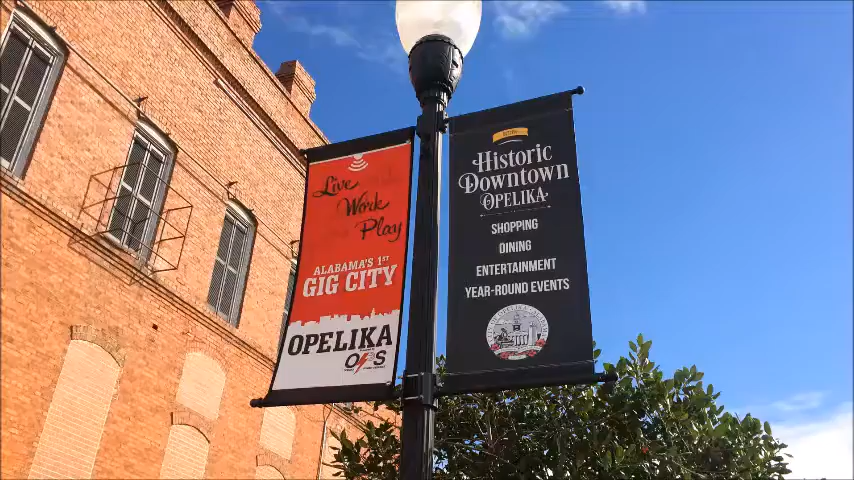 Live
Work
Play
ALABAMA'S 1ST
GIG CITY
OPELIKA
OPS
Historic
Downtown
OPELIKA
SHOPPING
DINING
ENTERTAINMENT
YEAR-ROUND EVENTS